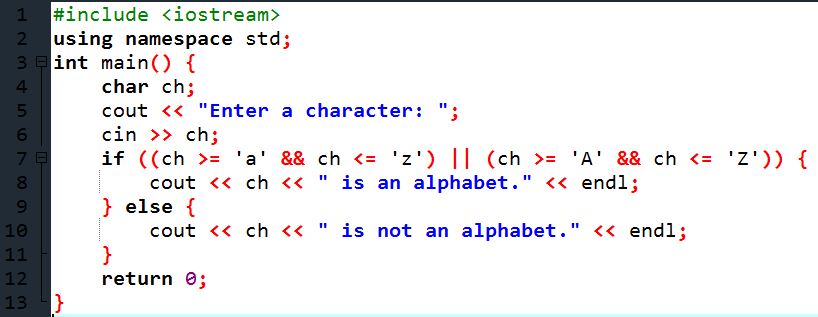 1 #include <iostream>
2 using namespace std;
3 int main() {
4     char ch;
5     cout << "Enter a character: ";
6     cin >> ch;
7     if ((ch >= 'a' && ch <= 'z') || (ch >= 'A' && ch <= 'Z')) {
8         cout << ch << " is an alphabet." << endl;
9     } else {
10         cout << ch << " is not an alphabet." << endl;
11     }
12     return 0;
13 }